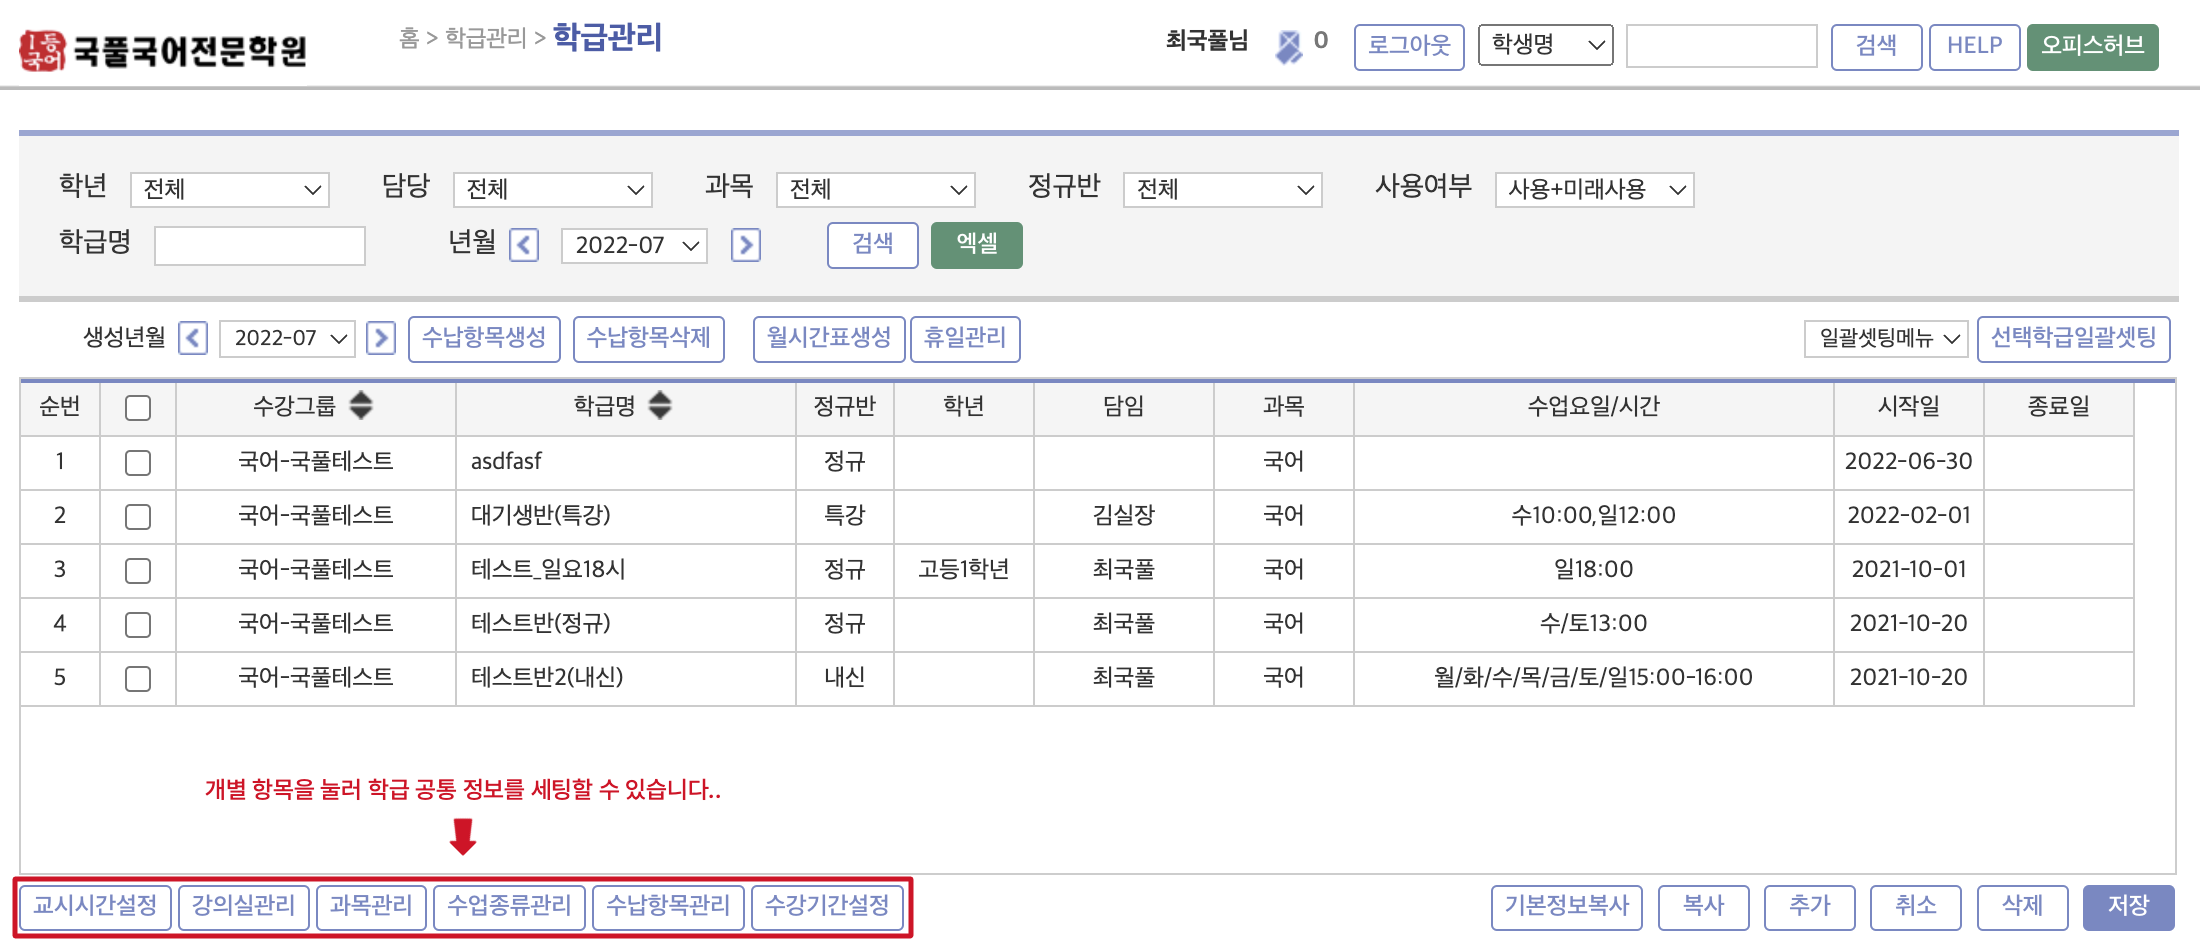 1등국어 국풀국어전문학원 홈 > 학급관리 > 학급관리 최국풀님 0 로그아웃 학생명 검색 HELP 오피스허브
학년 전체 담당 전체 과목 전체 정규반 전체 사용여부 사용+미래사용
학급명 년월 2022-07 검색 엑셀
생성년월 2022-07 수납항목생성 수납항목삭제 월시간표생성 휴일관리 일괄셋팅메뉴 선택학급일괄셋팅
순번 수강그룹 학급명 정규반 학년 담임 과목 수업요일/시간 시작일 종료일
1 국어-국풀테스트 asdfasf 정규 국어 2022-06-30
2 국어-국풀테스트 대기생반(특강) 특강 김실장 국어 수10:00,일12:00 2022-02-01
3 국어-국풀테스트 테스트_일요18시 정규 고등1학년 최국풀 국어 일18:00 2021-10-01
4 국어-국풀테스트 테스트반(정규) 정규 최국풀 국어 수/토13:00 2021-10-20
5 국어-국풀테스트 테스트반2(내신) 내신 최국풀 국어 월/화/수/목/금/토/일15:00-16:00 2021-10-20
개별 항목을 눌러 학급 공통 정보를 세팅할 수 있습니다..
교시시간설정 강의실관리 과목관리 수업종류관리 수납항목관리 수강기간설정 기본정보복사 복사 추가 취소 삭제 저장